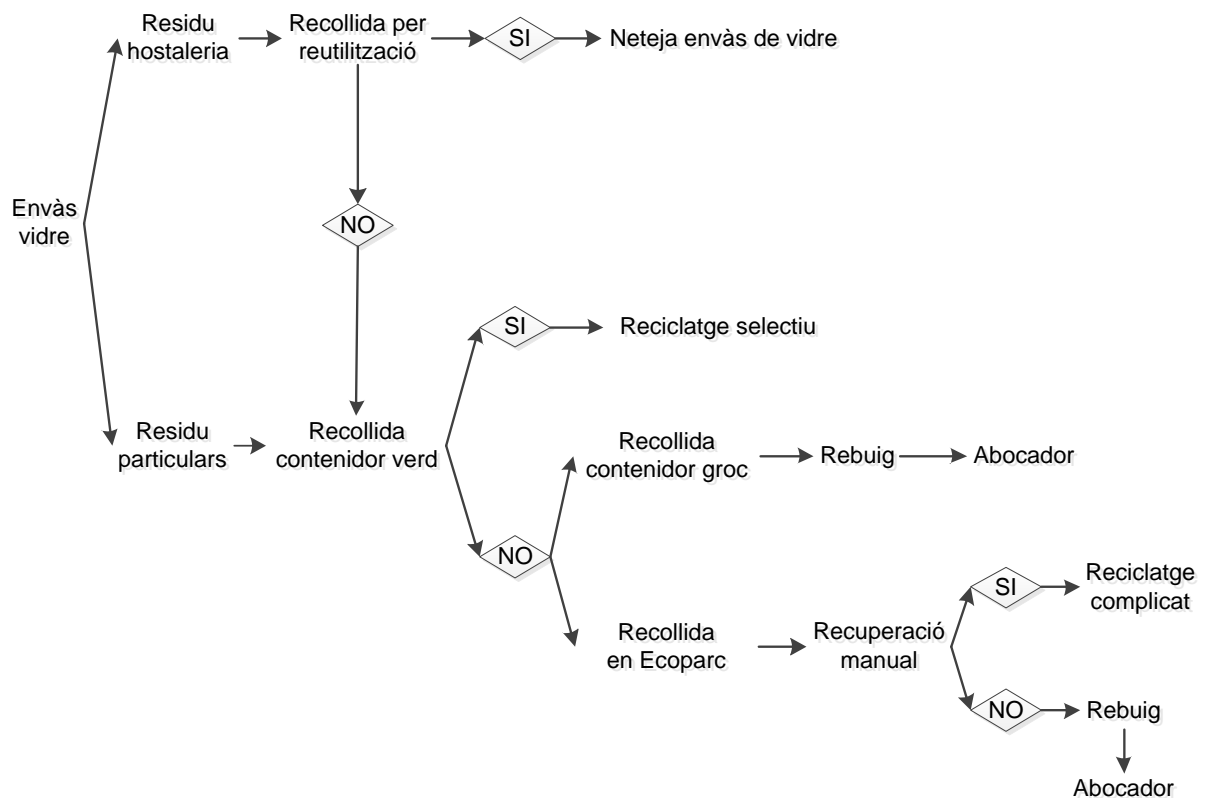 Residu
hostaleria
Recollida per
reutilització
SI
Neteja envàs de vidre
Envàs
vidre
NO
SI
Reciclatge selectiu
Residu
particulars
Recollida
contenidor verd
Recollida
contenidor groc
Rebuig
Abocador
NO
Recollida
en Ecoparc
Recuperació
manual
SI
Reciclatge
complicat
NO
Rebuig
Abocador